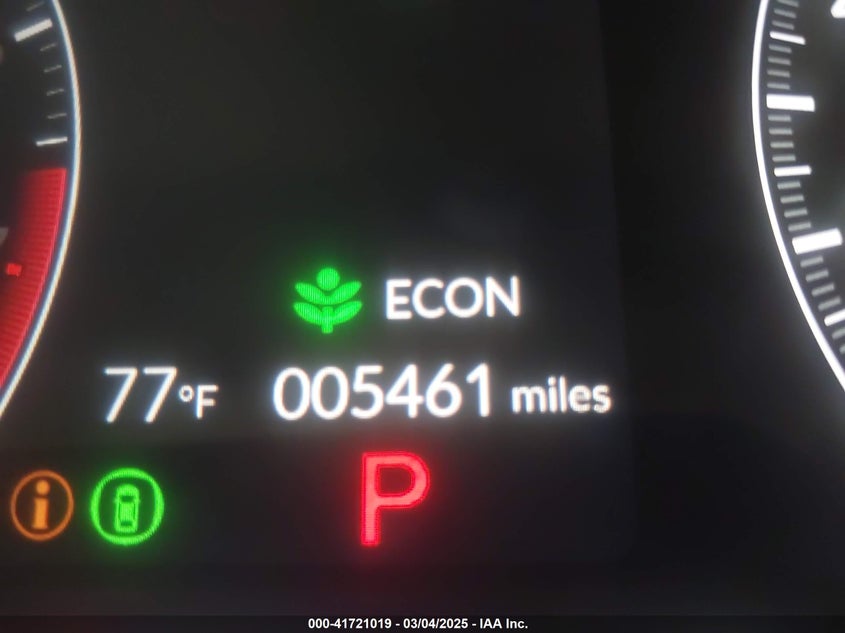 ECON
77°F 005461 miles
i P
000-41721019 - 03/04/2025 - IAA Inc.